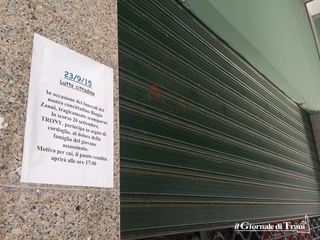 23/9/15
Lutto cittadino
In occasione dei funerali del
nostro concittadino Biagio
Zanni, tragicamente scomparso
lo scorso 20 settembre,
TRONY, partecipa in segno di
cordoglio, al dolore della
famiglia del giovane
assassinato.
Motivo per cui, il punto vendita
aprirà alle ore 17:00
il Giornale di Trani